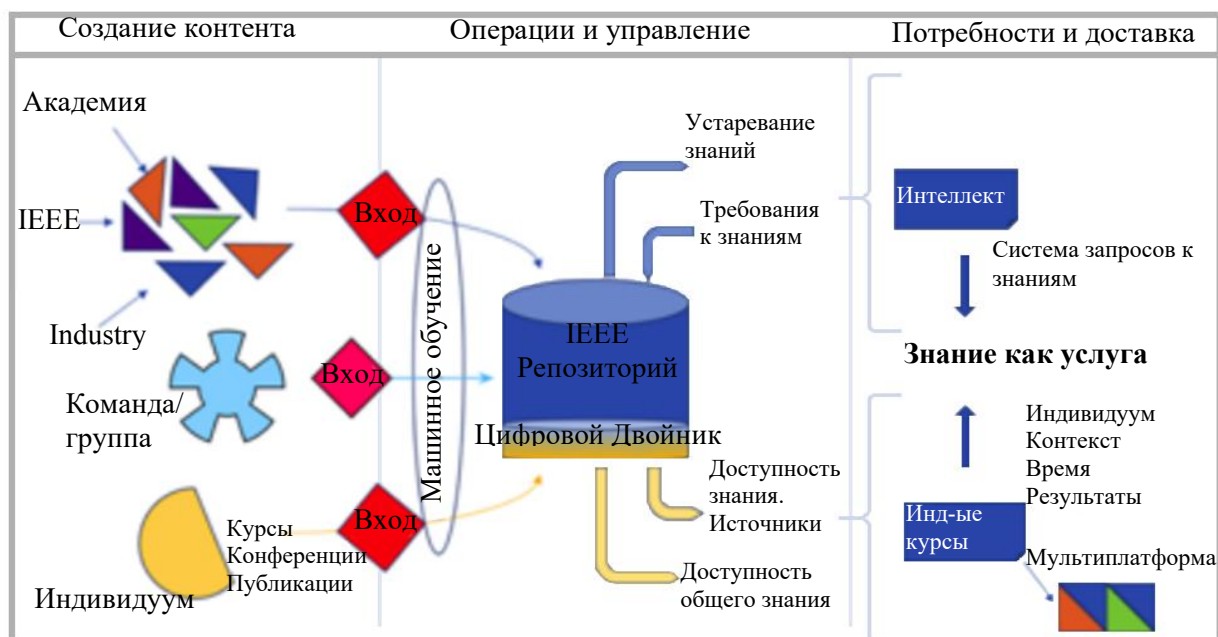 Создание контента
Операции и управление
Потребности и доставка
Академия
IEEE
Industry
Команда/
группа
Индивидуум
Курсы
Конференции
Публикации
Вход
Вход
Вход
Машинное обучение
Устаревание
знаний
Требования
к знаниям
IEEE
Репозиторий
Цифровой Двойник
Доступность
знания.
Источники
Доступность
общего знания
Интеллект
Система запросов к
знаниям
Знание как услуга
Индивидуум
Контекст
Время
Результаты
Инд-ые
курсы
Мультиплатформа